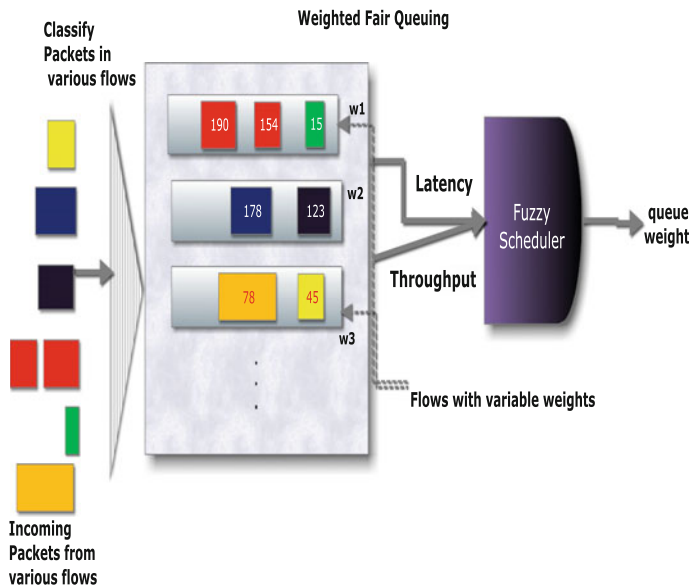 Weighted Fair Queuing
Classify
Packets in
various flows
w1
190 154 15
w2
178 123
78 45
w3
Latency
Throughput
Fuzzy
Scheduler
queue
weight
Flows with variable weights
Incoming
Packets from
various flows